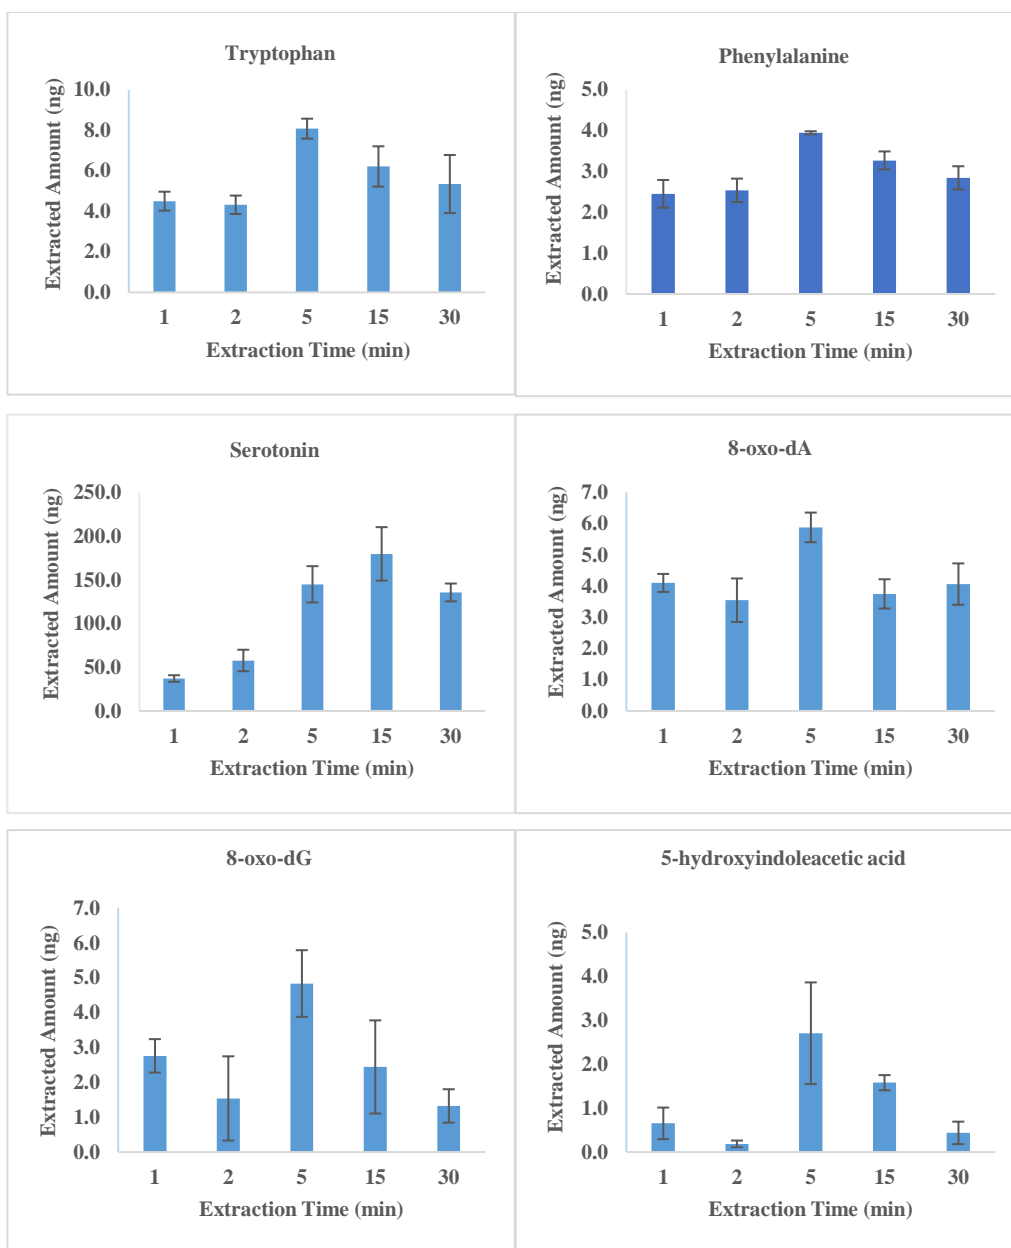 Tryptophan
Extracted Amount (ng)
10.0
8.0
6.0
4.0
2.0
0.0
1 2 5 15 30
Extraction Time (min)
Phenylalanine
Extracted Amount (ng)
5.0
4.0
3.0
2.0
1.0
0.0
1 2 5 15 30
Extraction Time (min)
Serotonin
Extracted Amount (ng)
250.0
200.0
150.0
100.0
50.0
0.0
1 2 5 15 30
Extraction Time (min)
8-oxo-dA
Extracted Amount (ng)
7.0
6.0
5.0
4.0
3.0
2.0
1.0
0.0
1 2 5 15 30
Extraction Time (min)
8-oxo-dG
Extracted Amount (ng)
7.0
6.0
5.0
4.0
3.0
2.0
1.0
0.0
1 2 5 15 30
Extraction Time (min)
5-hydroxyindoleacetic acid
Extracted Amount (ng)
5.0
4.0
3.0
2.0
1.0
0.0
1 2 5 15 30
Extraction Time (min)